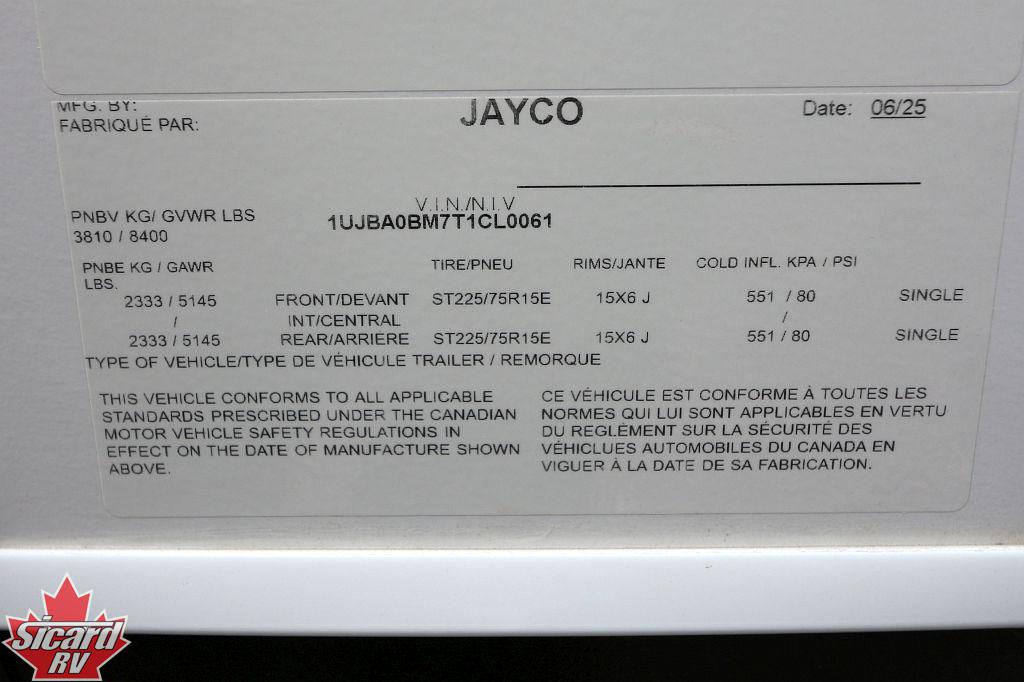 MFG. BY:
FABRIQUÉ PAR:
JAYCO
Date: 06/25
V.I.N./N.I.V
1UJBA0BM7T1CL0061
PNBV KG/ GVWR LBS
3810 / 8400
PNBE KG / GAWR
LBS.
TIRE/PNEU RIMS/JANTE COLD INFL. KPA / PSI
2333 / 5145 FRONT/DEVANT ST225/75R15E 15X6 J 551 / 80 SINGLE
/ INT/CENTRAL /
2333 / 5145 REAR/ARRIÈRE ST225/75R15E 15X6 J 551 / 80 SINGLE
TYPE OF VEHICLE/TYPE DE VÉHICULE TRAILER / REMORQUE
THIS VEHICLE CONFORMS TO ALL APPLICABLE
STANDARDS PRESCRIBED UNDER THE CANADIAN
MOTOR VEHICLE SAFETY REGULATIONS IN
EFFECT ON THE DATE OF MANUFACTURE SHOWN
ABOVE.
CE VÉHICULE EST CONFORME À TOUTES LES
NORMES QUI LUI SONT APPLICABLES EN VERTU
DU REGLÈMENT SUR LA SÉCURITÉ DES
VÉHICLUES AUTOMOBILES DU CANADA EN
VIGUER À LA DATE DE SA FABRICATION.
Sicard
RV